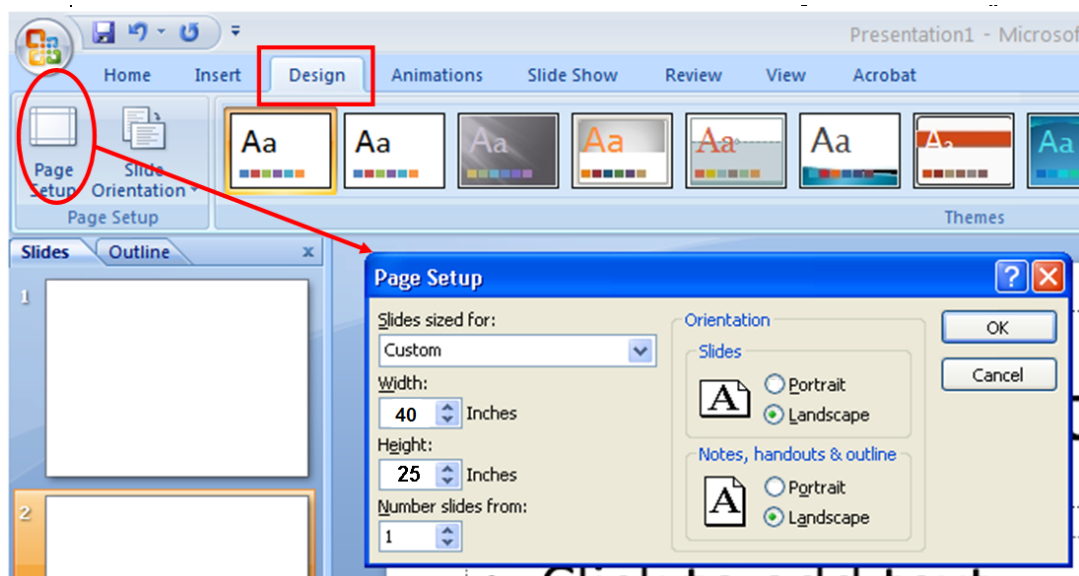 Presentation1 - Microsof
Home Insert Design Animations Slide Show Review View Acrobat
Aa Aa Aa Aa Aa Aa Aa Aa
Page Setup
Slide Orientation
Page Setup
Themes
Slides Outline x
1
2
Page Setup
Slides sized for:
Custom
Width:
40 Inches
Height:
25 Inches
Number slides from:
1
Orientation
Slides
A
Portrait
Landscape
Notes, handouts & outline
A
Portrait
Landscape
OK
Cancel